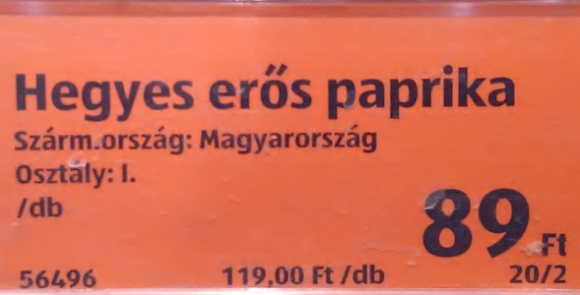 Hegyes erős paprika
Szárm.ország: Magyarország
Osztály: I.
/db
89 Ft
56496 119,00 Ft /db 20/2